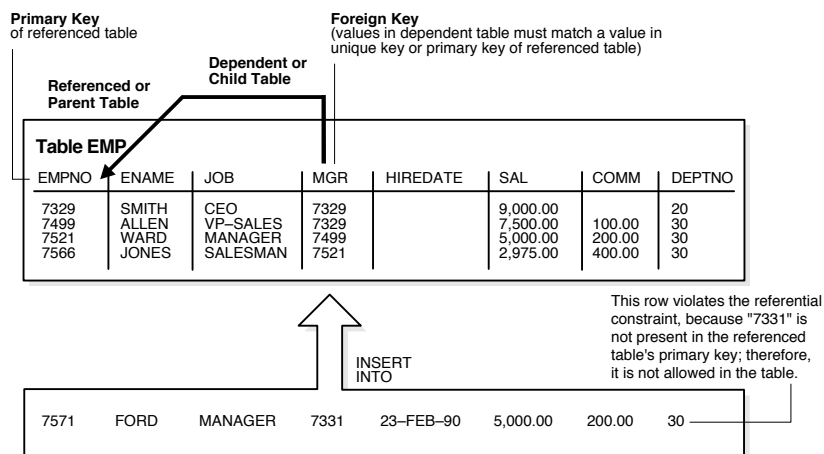 Primary Key
of referenced table
Foreign Key
(values in dependent table must match a value in
unique key or primary key of referenced table)
Dependent or
Child Table
Referenced or
Parent Table
Table EMP
EMPNO ENAME JOB MGR HIREDATE SAL COMM DEPTNO
7329 SMITH CEO 7329 9,000.00 20
7499 ALLEN VP–SALES 7329 7,500.00 100.00 30
7521 WARD MANAGER 7499 5,000.00 200.00 30
7566 JONES SALESMAN 7521 2,975.00 400.00 30
This row violates the referential
constraint, because "7331" is
not present in the referenced
table's primary key; therefore,
it is not allowed in the table.
INSERT
INTO
7571 FORD MANAGER 7331 23–FEB–90 5,000.00 200.00 30